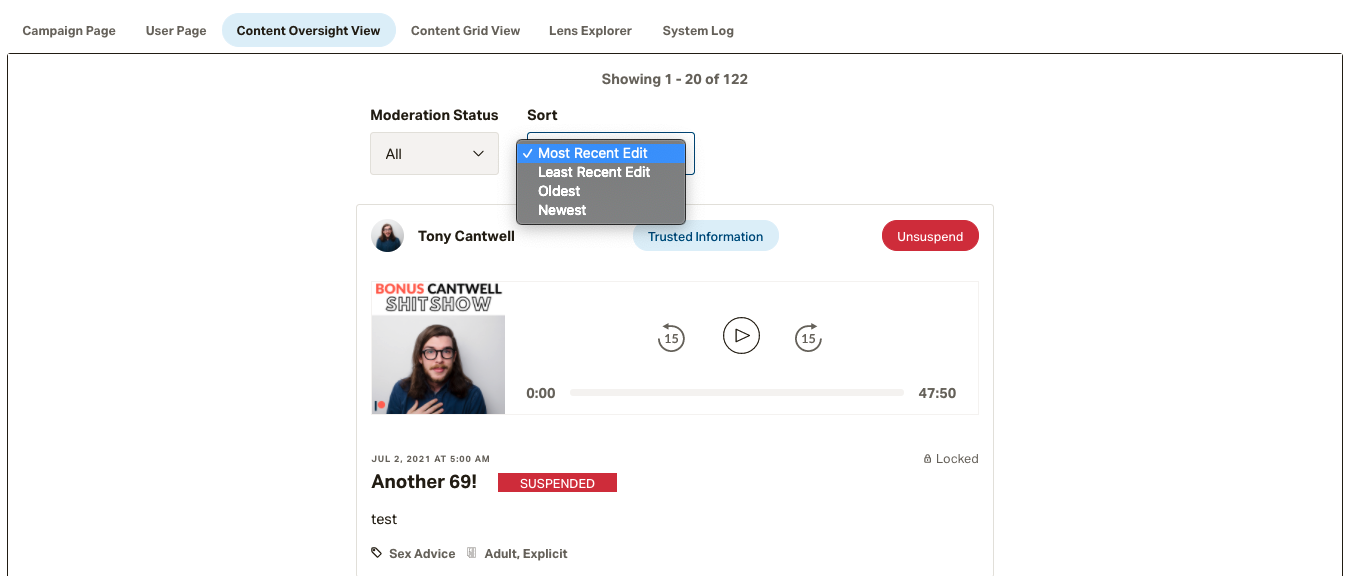 Campaign Page User Page Content Oversight View Content Grid View Lens Explorer System Log
Showing 1 - 20 of 122
Moderation Status Sort
All
✓ Most Recent Edit
Least Recent Edit
Oldest
Newest
Tony Cantwell Trusted Information Unsuspend
BONUS CANTWELL
SHITSHOW
15 15
0:00 47:50
JUL 2, 2021 AT 5:00 AM Locked
Another 69! SUSPENDED
test
Sex Advice Adult, Explicit